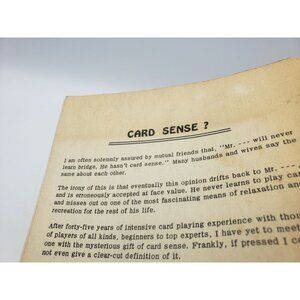 CARD SENSE ?
I am often solemnly assured by mutual friends that, "Mr. --- will never
learn bridge. He hasn't card sense." Many husbands and wives say the
same about each other.
The irony of this is that eventually this opinion drifts back to Mr. ---
and is erroneously accepted at face value. He never learns to play car
and misses out on one of the most fascinating means of relaxation an
recreation for the rest of his life.
After forty-five years of intensive card playing experience with thou
of players of all kinds, beginners to top experts, I have yet to meet
one with the mysterious gift of card sense. Frankly, if pressed I co
not even give a clear-cut definition of it.